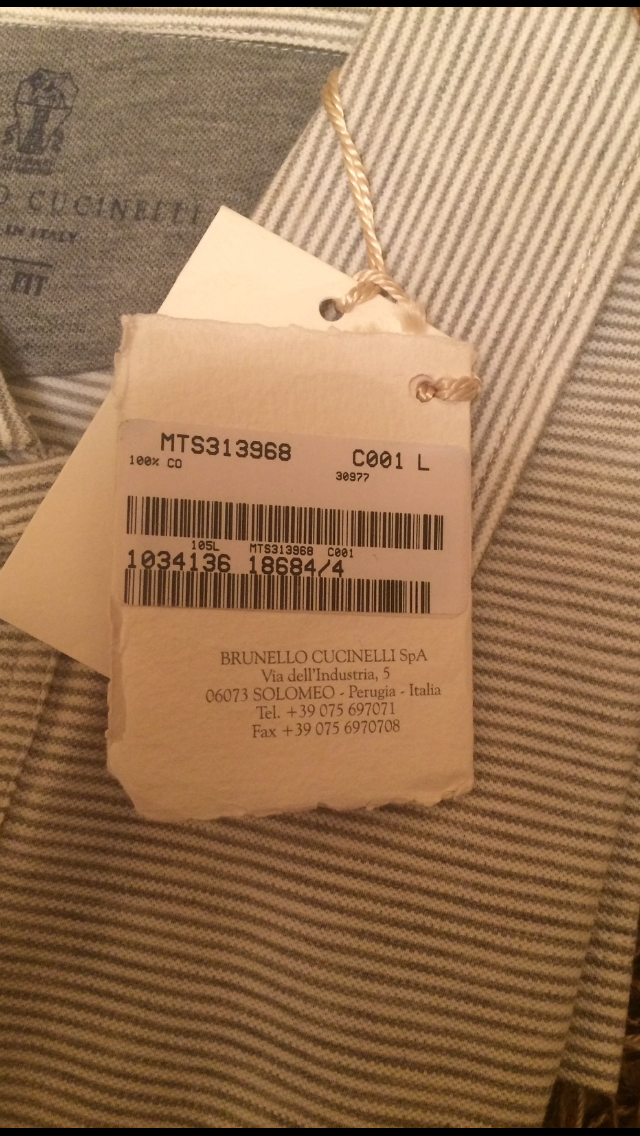 CUCINELLI
IN ITALY
FIT
MTS313968 C001 L
100% CO 30977
105L MTS313968 C001
1034136 18684/4
BRUNELLO CUCINELLI SpA
Via dell'Industria, 5
06073 SOLOMEO - Perugia - Italia
Tel. +39 075 697071
Fax +39 075 6970708